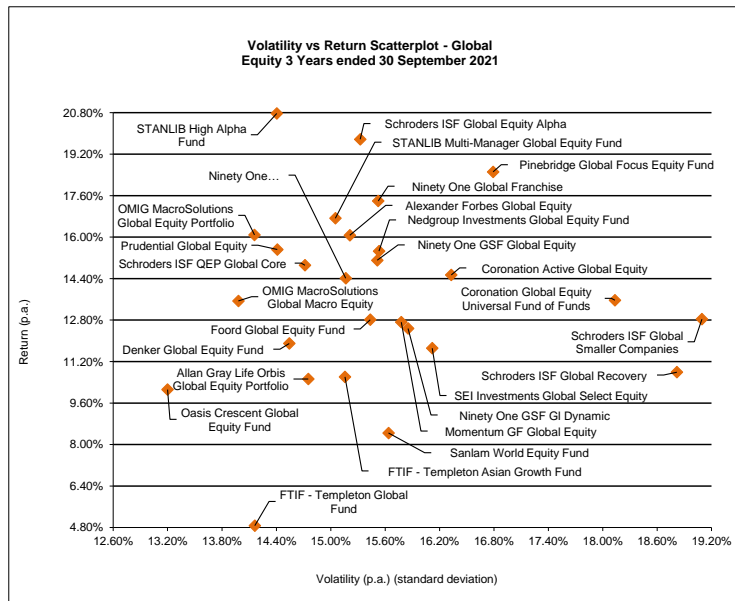 Volatility vs Return Scatterplot - Global
Equity 3 Years ended 30 September 2021
20.80%
19.20%
17.60%
16.00%
14.40%
12.80%
11.20%
9.60%
8.00%
6.40%
4.80%
Return (p.a.)
STANLIB High Alpha
Fund
Schroders ISF Global Equity Alpha
STANLIB Multi-Manager Global Equity Fund
Pinebridge Global Focus Equity Fund
Ninety One…
Ninety One Global Franchise
OMIG MacroSolutions
Global Equity Portfolio
Alexander Forbes Global Equity
Nedgroup Investments Global Equity Fund
Prudential Global Equity
Ninety One GSF Global Equity
Schroders ISF QEP Global Core
Coronation Active Global Equity
OMIG MacroSolutions
Global Macro Equity
Coronation Global Equity
Universal Fund of Funds
Foord Global Equity Fund
Schroders ISF Global
Smaller Companies
Denker Global Equity Fund
Allan Gray Life Orbis
Global Equity Portfolio
Schroders ISF Global Recovery
SEI Investments Global Select Equity
Oasis Crescent Global
Equity Fund
Ninety One GSF Gl Dynamic
Momentum GF Global Equity
Sanlam World Equity Fund
FTIF - Templeton Asian Growth Fund
FTIF - Templeton Global
Fund
12.60% 13.20% 13.80% 14.40% 15.00% 15.60% 16.20% 16.80% 17.40% 18.00% 18.60% 19.20%
Volatility (p.a.) (standard deviation)